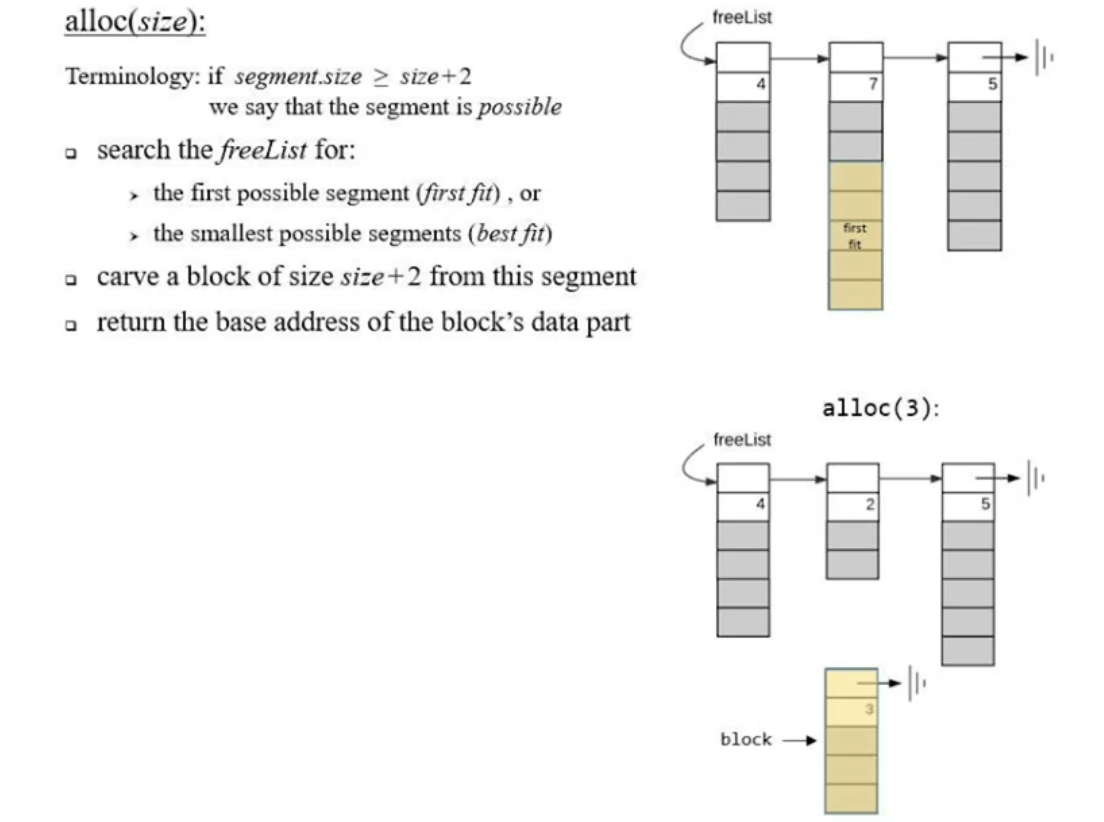 alloc(size):
Terminology: if segment.size ≥ size+2
we say that the segment is possible
❑ search the freeList for:
➢ the first possible segment (first fit) , or
➢ the smallest possible segments (best fit)
❑ carve a block of size size+2 from this segment
❑ return the base address of the block's data part
freeList
4 7 5
first
fit
alloc(3):
freeList
4 2 5
3
block